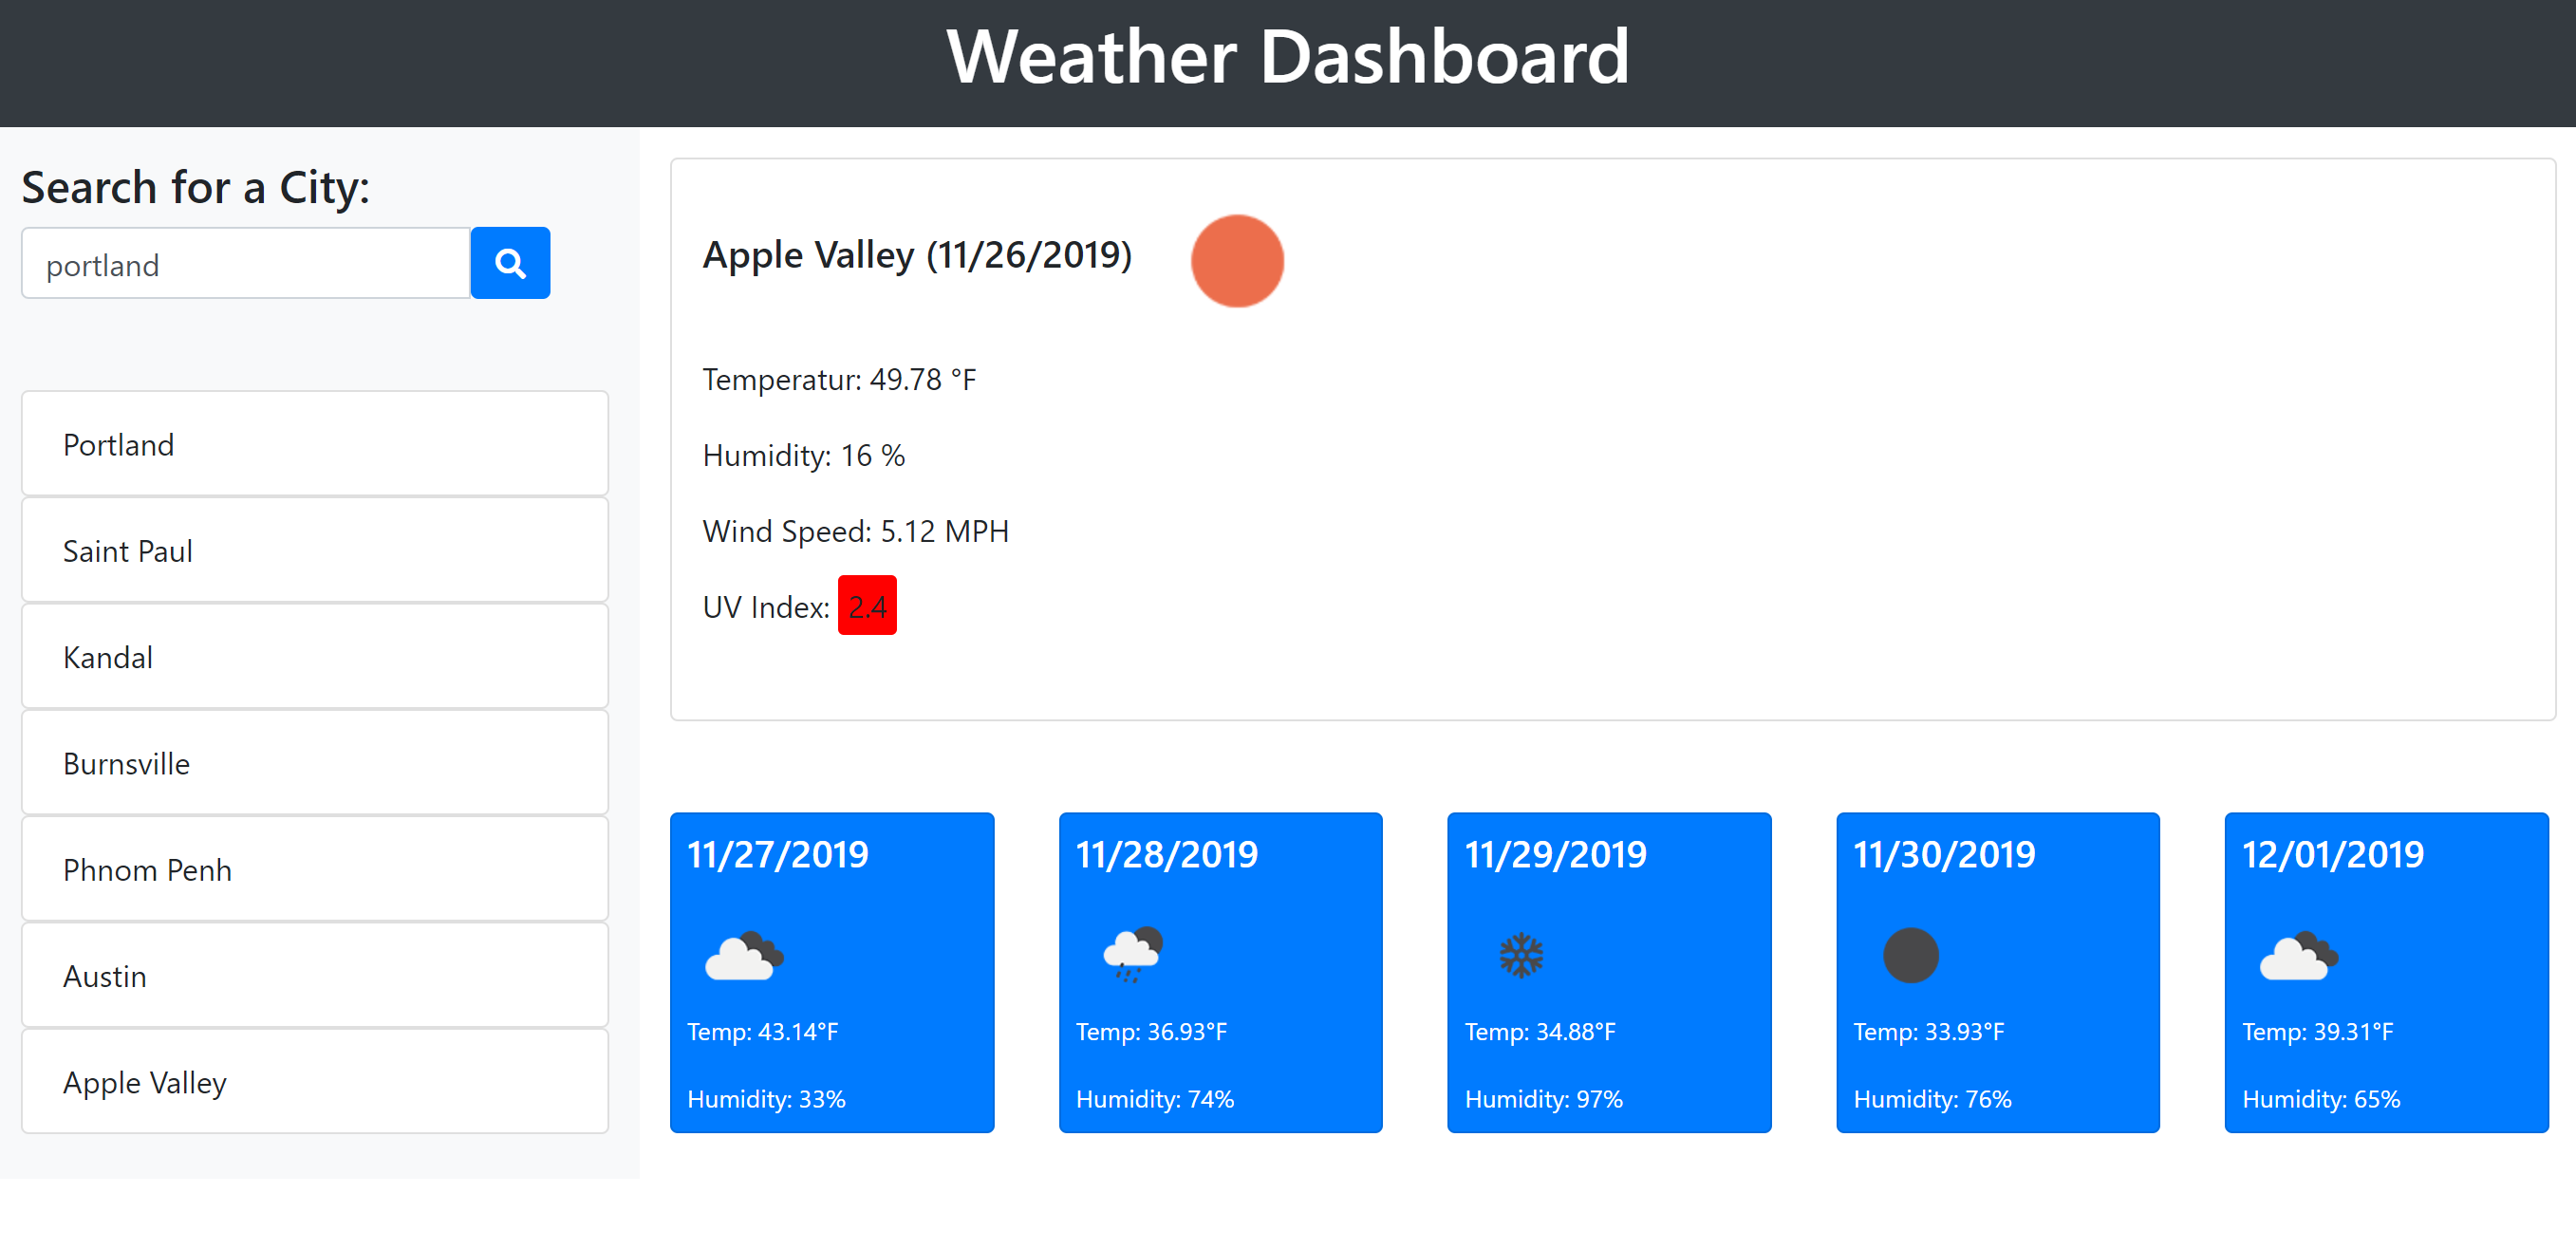 Weather Dashboard
Search for a City:
portland
Portland
Saint Paul
Kandal
Burnsville
Phnom Penh
Austin
Apple Valley
Apple Valley (11/26/2019)
Temperatur: 49.78 °F
Humidity: 16 %
Wind Speed: 5.12 MPH
UV Index: 2.4
11/27/2019
Temp: 43.14°F
Humidity: 33%
11/28/2019
Temp: 36.93°F
Humidity: 74%
11/29/2019
Temp: 34.88°F
Humidity: 97%
11/30/2019
Temp: 33.93°F
Humidity: 76%
12/01/2019
Temp: 39.31°F
Humidity: 65%